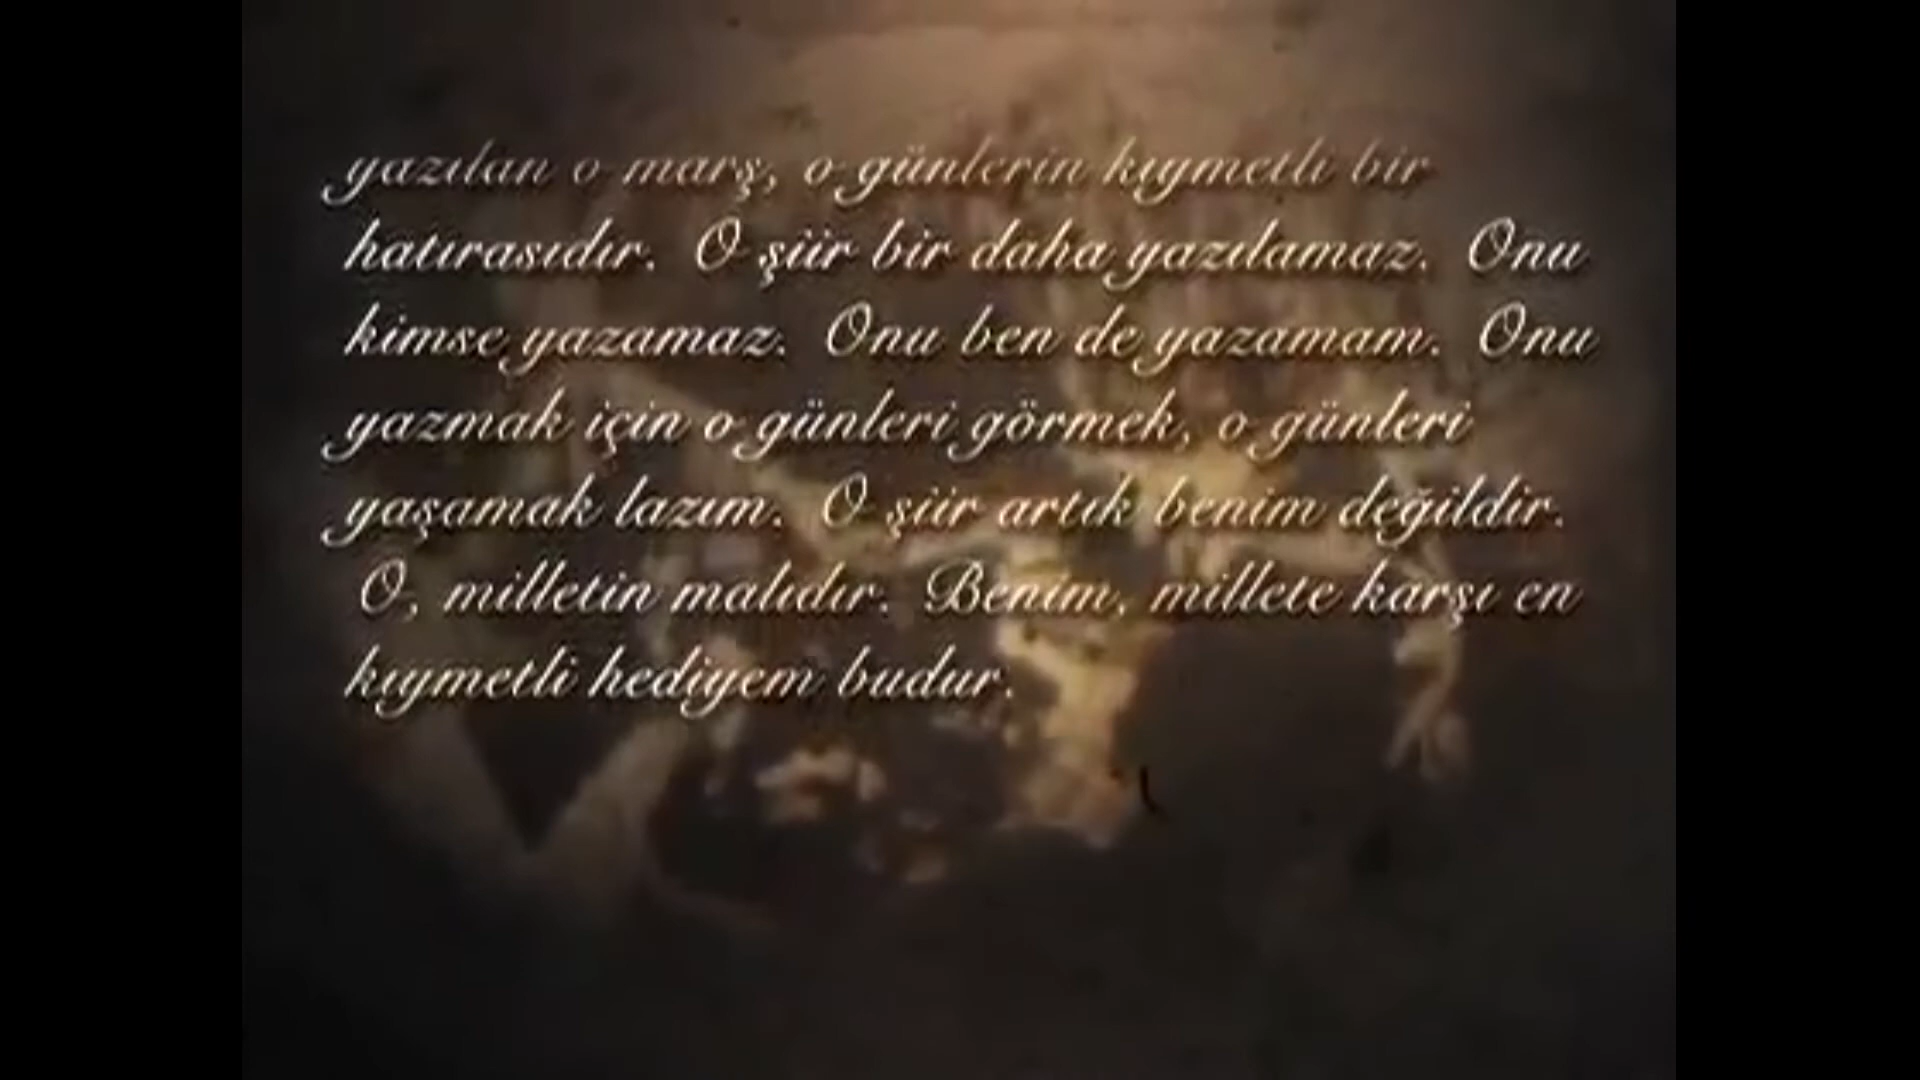 yazılan o marş, o günlerin kıymetli bir
hatırasıdır. O şiir bir daha yazılamaz. Onu
kimse yazamaz. Onu ben de yazamam. Onu
yazmak için o günleri görmek, o günleri
yaşamak lazım. O şiir artık benim değildir.
O, milletin malıdır. Benim, millete karşı en
kıymetli hediyem budur.